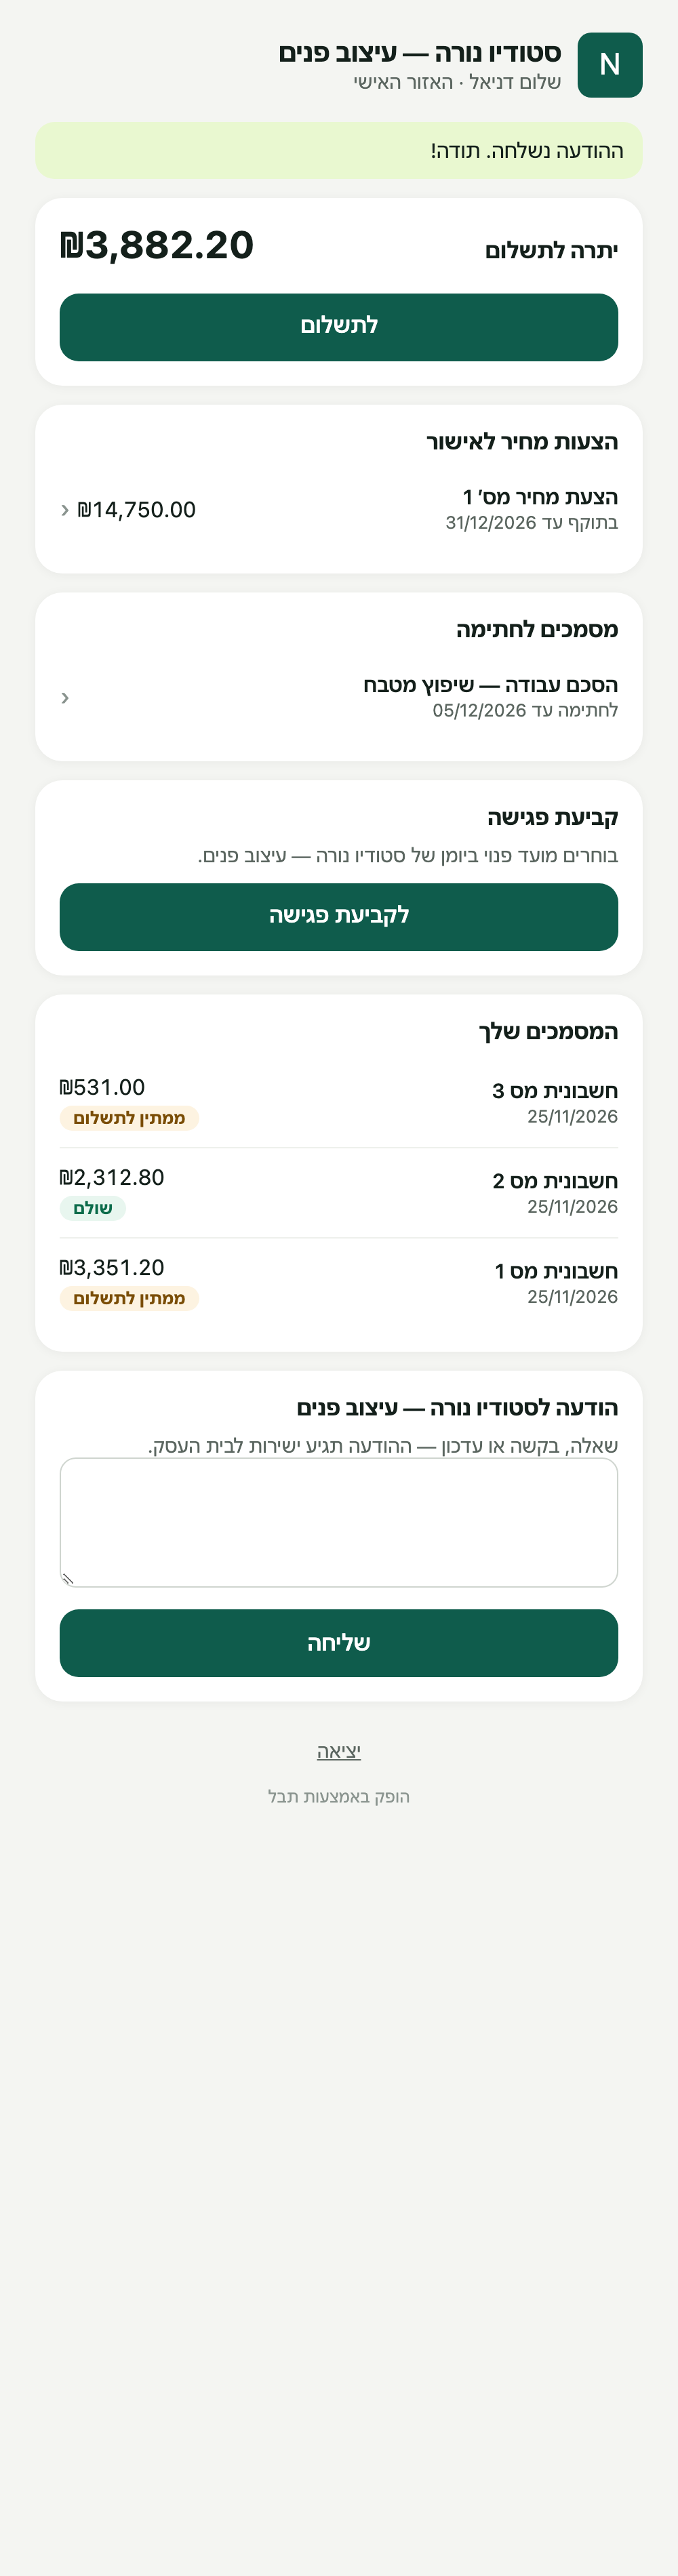 N
סטודיו נורה — עיצוב פנים
שלום דניאל · האזור האישי
ההודעה נשלחה. תודה!
יתרה לתשלום
₪3,882.20
לתשלום
הצעות מחיר לאישור
הצעת מחיר מס׳ 1
₪14,750.00 ‹
בתוקף עד 31/12/2026
מסמכים לחתימה
הסכם עבודה — שיפוץ מטבח
‹
לחתימה עד 05/12/2026
קביעת פגישה
בוחרים מועד פנוי ביומן של סטודיו נורה — עיצוב פנים.
לקביעת פגישה
המסמכים שלך
חשבונית מס 3
₪531.00
25/11/2026
ממתין לתשלום
חשבונית מס 2
₪2,312.80
25/11/2026
שולם
חשבונית מס 1
₪3,351.20
25/11/2026
ממתין לתשלום
הודעה לסטודיו נורה — עיצוב פנים
שאלה, בקשה או עדכון — ההודעה תגיע ישירות לבית העסק.
שליחה
יציאה
הופק באמצעות תבל